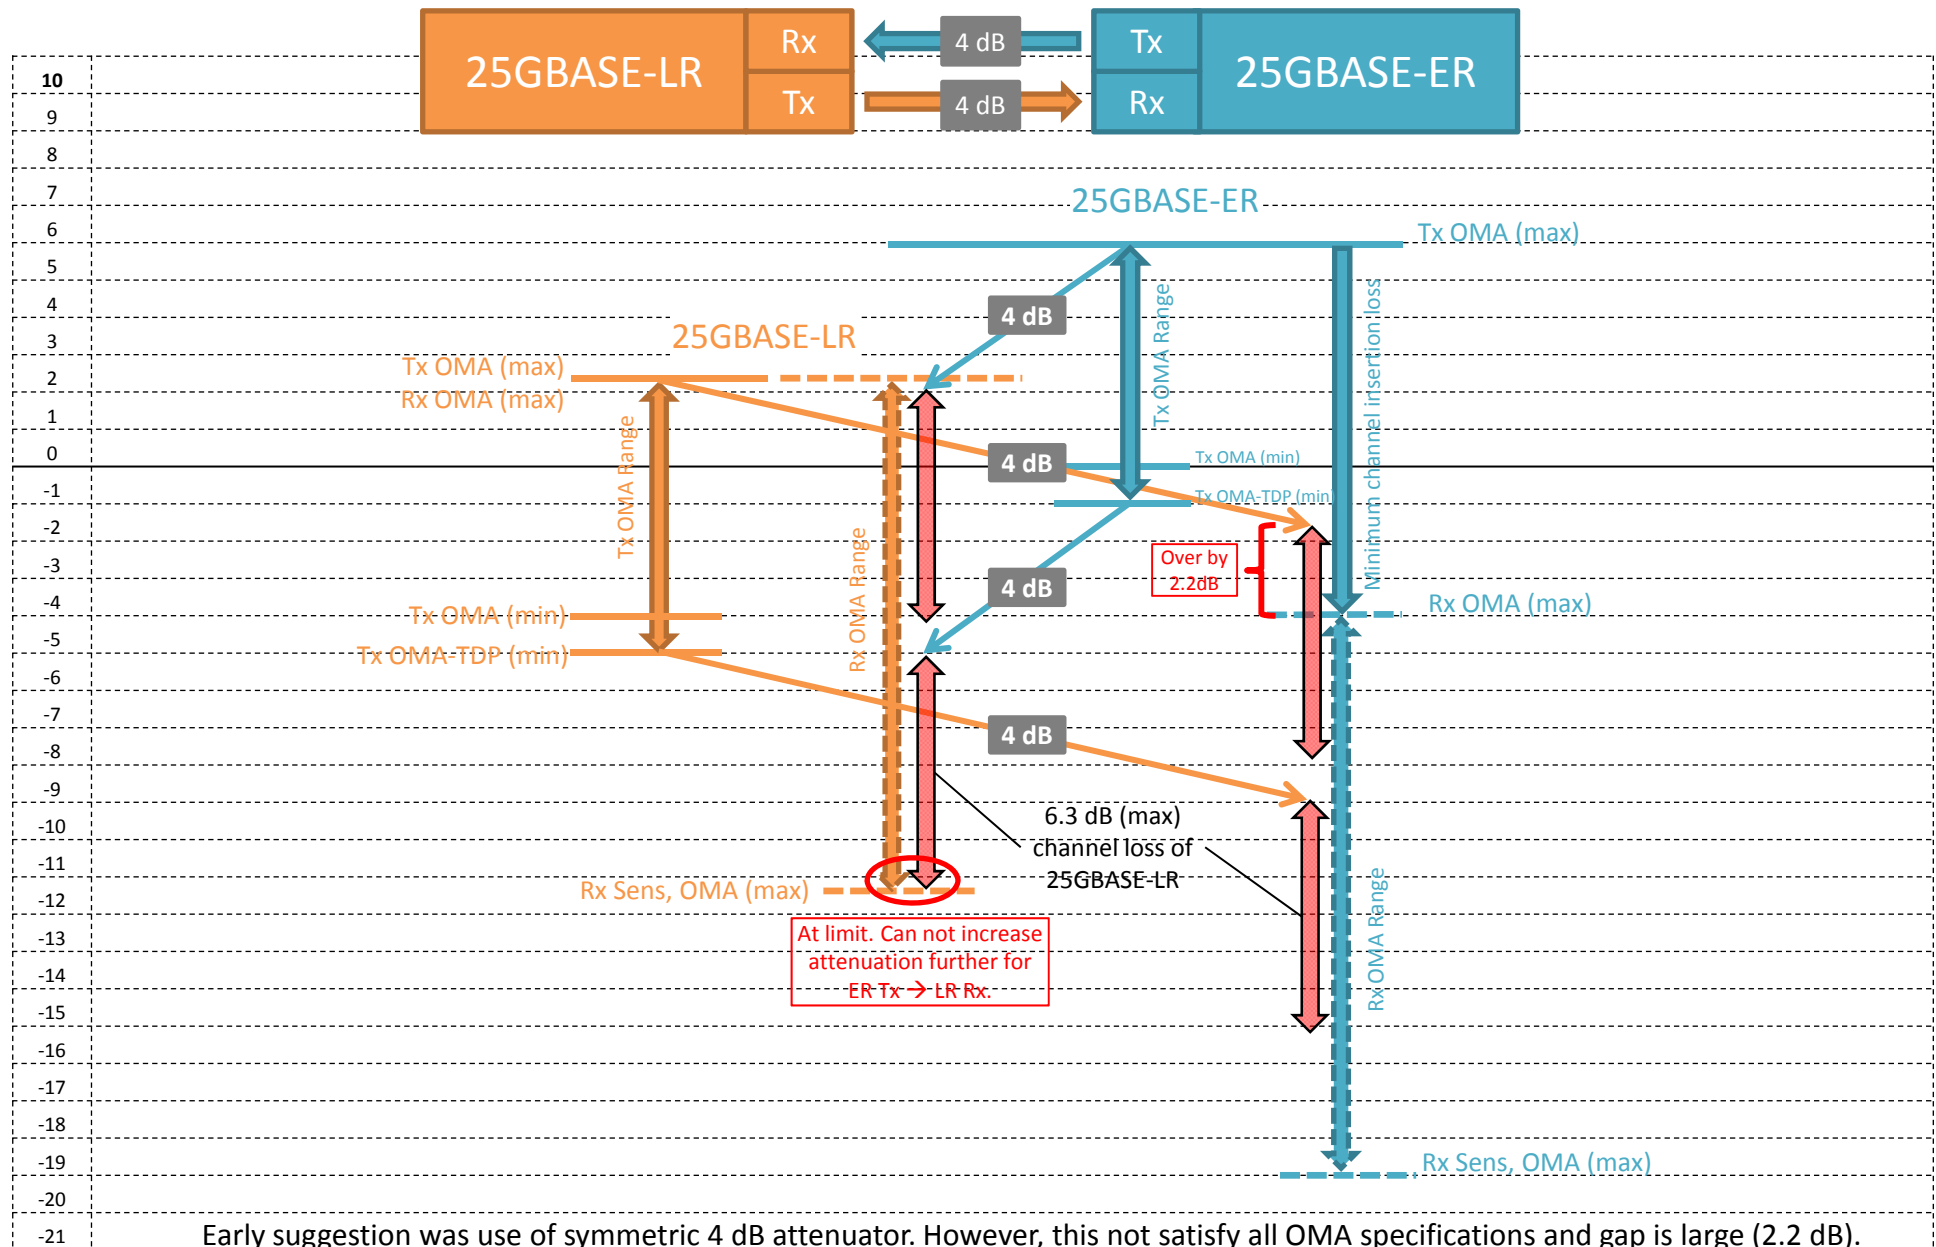 25GBASE-LR
Rx
Tx
4 dB
4 dB
Tx
Rx
25GBASE-ER
10
9
8
7
6
5
4
3
2
1
0
-1
-2
-3
-4
-5
-6
-7
-8
-9
-10
-11
-12
-13
-14
-15
-16
-17
-18
-19
-20
-21
25GBASE-ER
Tx OMA (max)
4 dB
Tx OMA Range
Minimum channel insertion loss
25GBASE-LR
Tx OMA (max)
Rx OMA (max)
Tx OMA Range
Rx OMA Range
4 dB
Tx OMA (min)
Tx OMA-TDP (min)
Over by
2.2dB
4 dB
Rx OMA (max)
Tx OMA (min)
Tx OMA-TDP (min)
4 dB
6.3 dB (max)
channel loss of
25GBASE-LR
Rx Sens, OMA (max)
At limit. Can not increase
attenuation further for
ER Tx → LR Rx.
Rx OMA Range
Rx Sens, OMA (max)
Early suggestion was use of symmetric 4 dB attenuator. However, this not satisfy all OMA specifications and gap is large (2.2 dB).